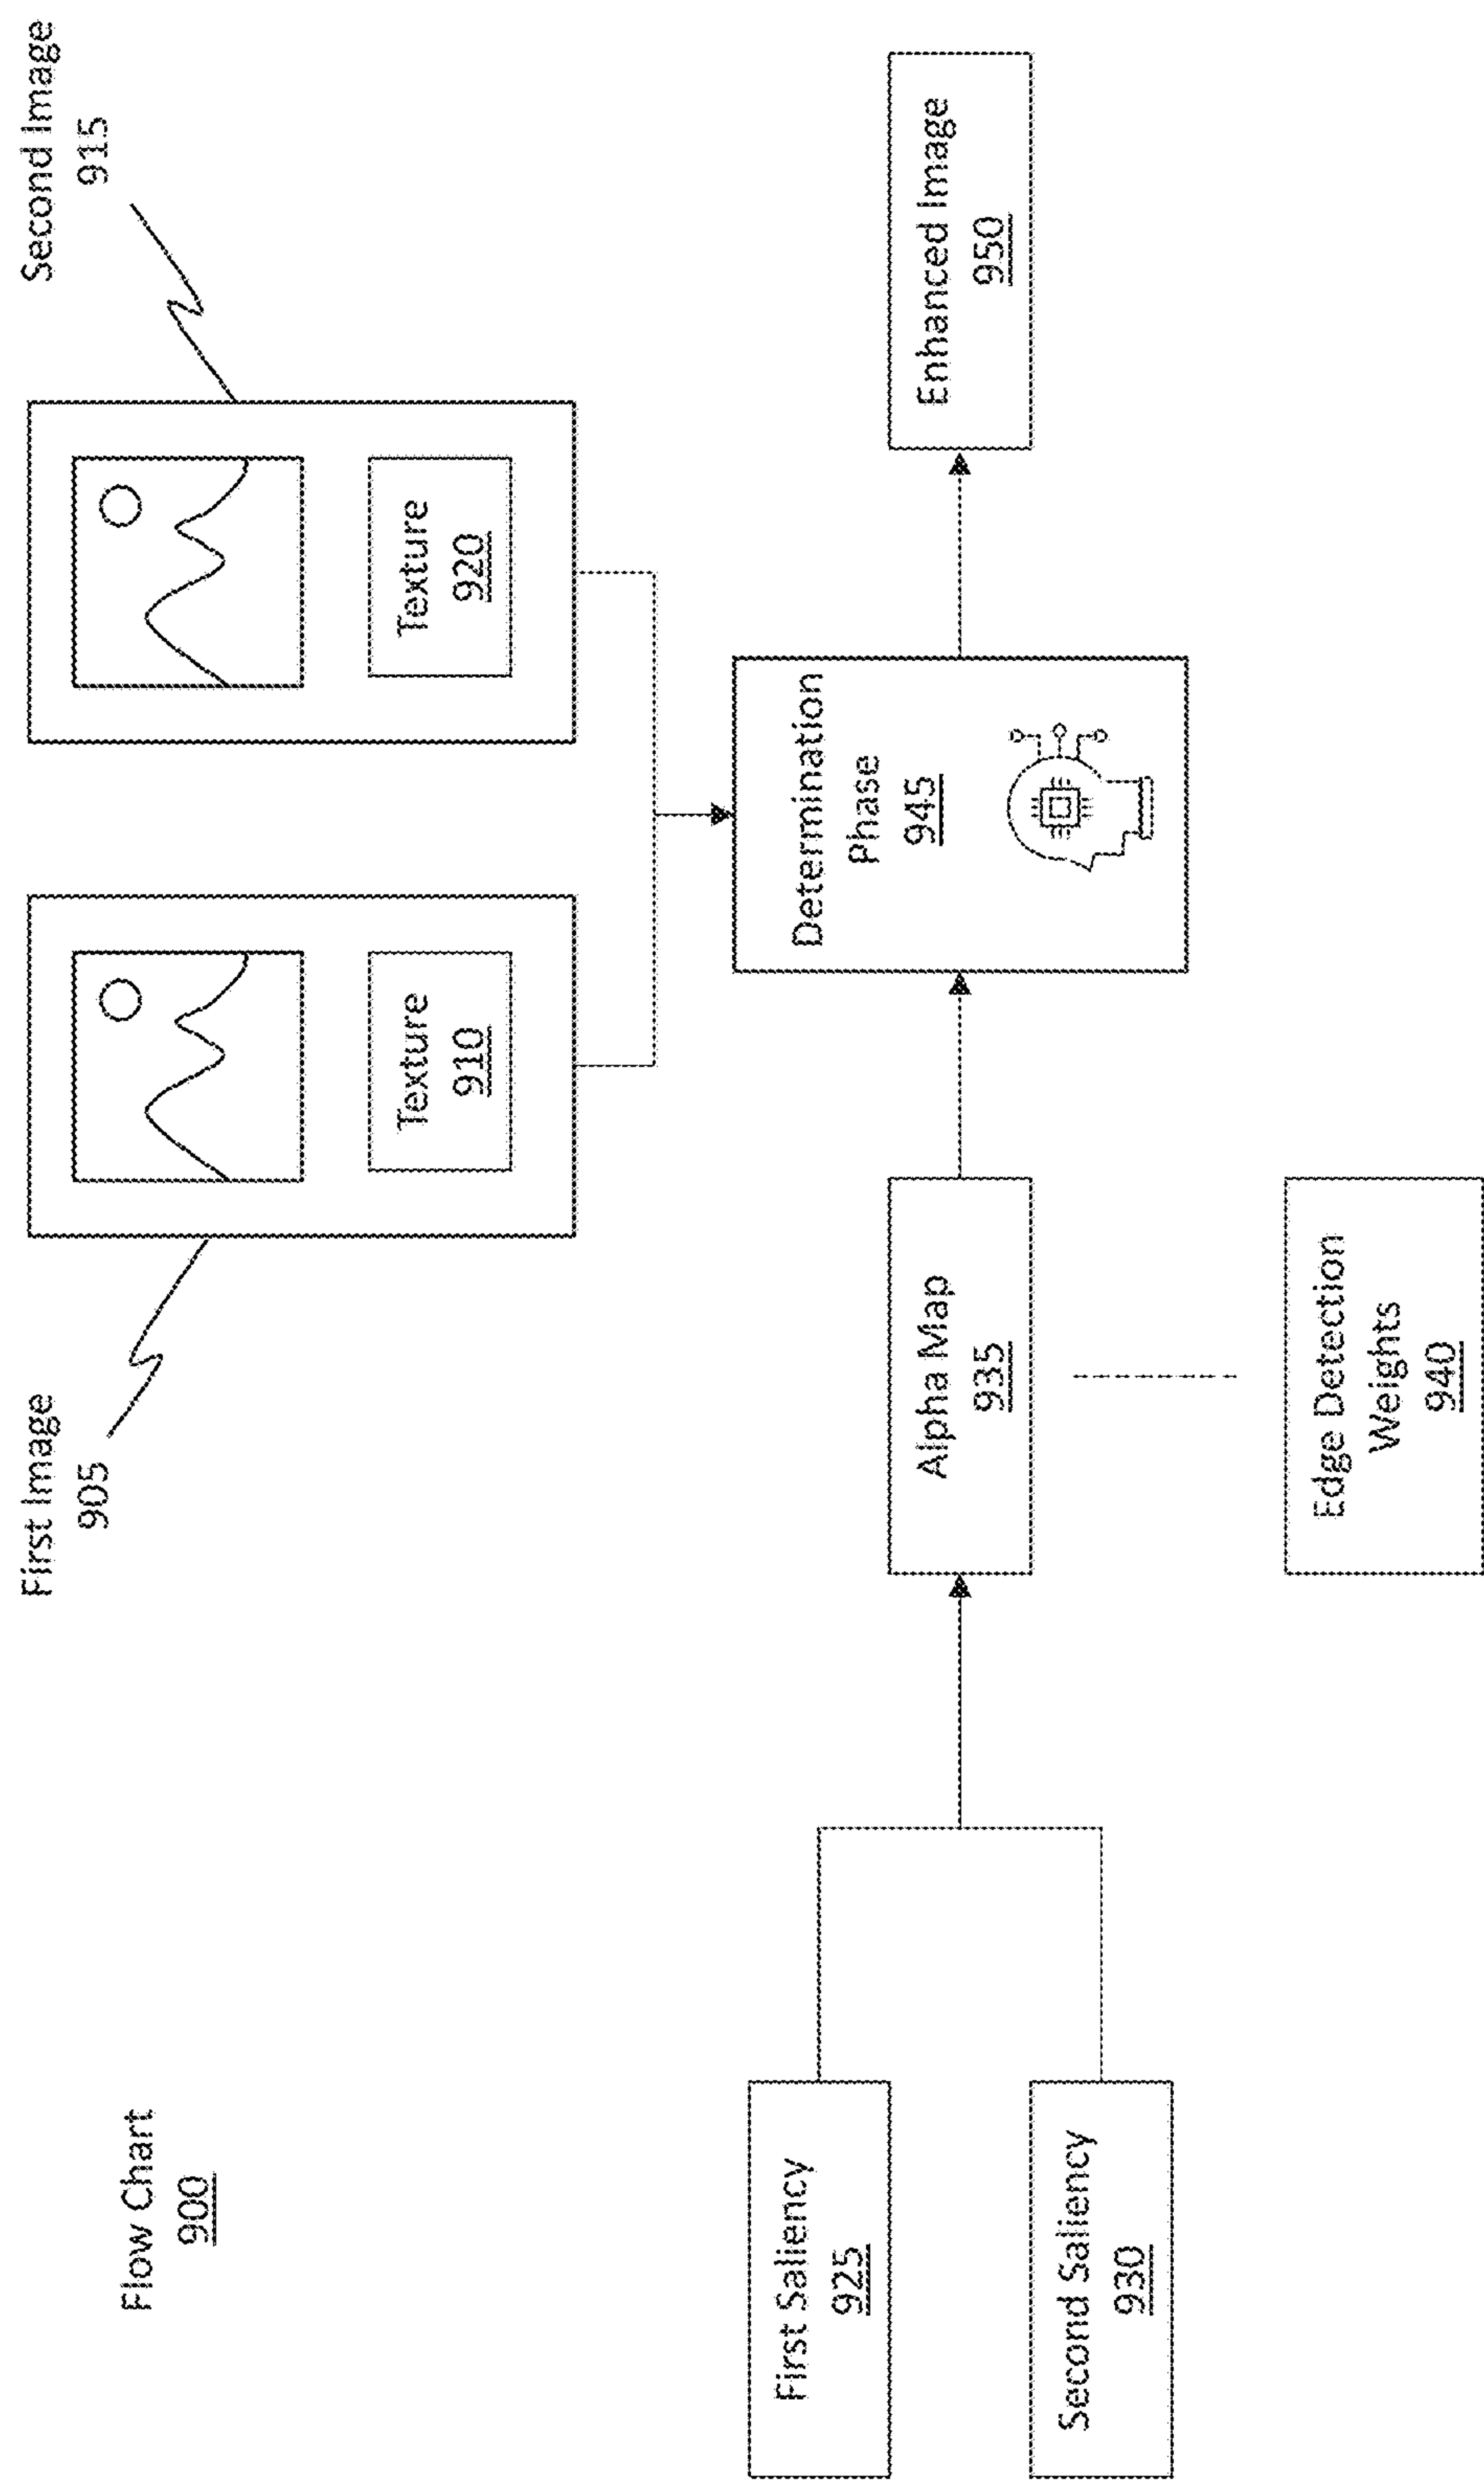 Flow Chart
900
First Image
905
Second Image
915
Texture
910
Texture
920
First Saliency
925
Second Saliency
930
Alpha Map
935
Edge Detection
Weights
940
Determination
Phase
945
Enhanced Image
950